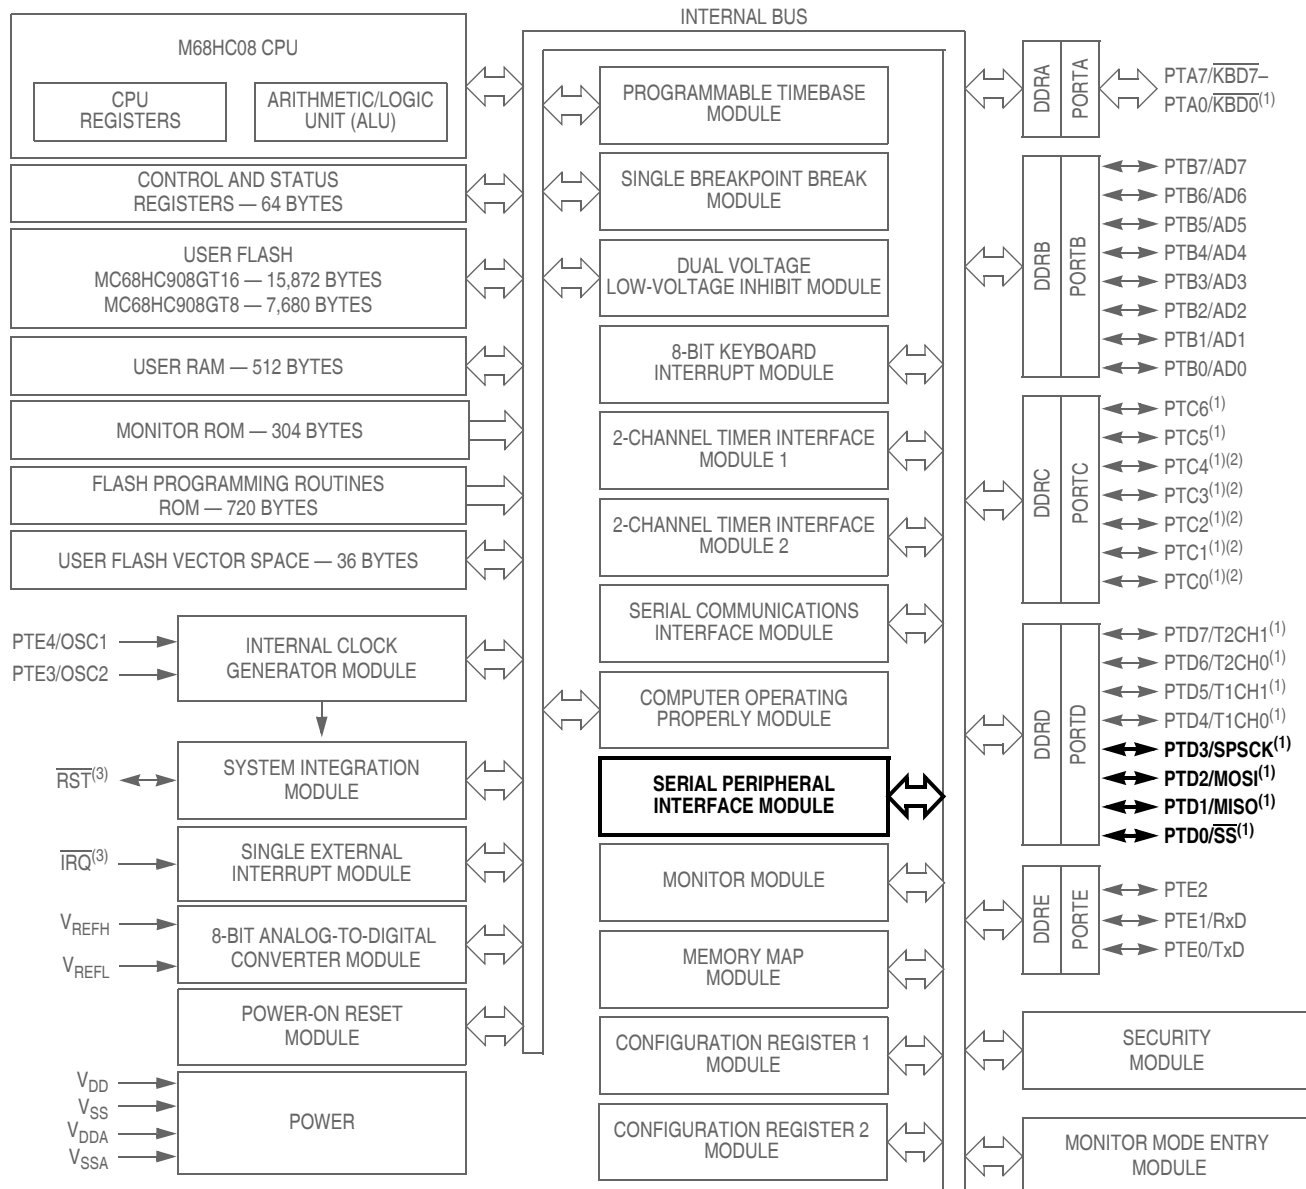 INTERNAL BUS
M68HC08 CPU
CPU
REGISTERS
ARITHMETIC/LOGIC
UNIT (ALU)
CONTROL AND STATUS
REGISTERS — 64 BYTES
USER FLASH
MC68HC908GT16 — 15,872 BYTES
MC68HC908GT8 — 7,680 BYTES
USER RAM — 512 BYTES
MONITOR ROM — 304 BYTES
FLASH PROGRAMMING ROUTINES
ROM — 720 BYTES
USER FLASH VECTOR SPACE — 36 BYTES
PTE4/OSC1
PTE3/OSC2
INTERNAL CLOCK
GENERATOR MODULE
RST(3)
SYSTEM INTEGRATION
MODULE
IRQ(3)
SINGLE EXTERNAL
INTERRUPT MODULE
VREFH
VREFL
8-BIT ANALOG-TO-DIGITAL
CONVERTER MODULE
POWER-ON RESET
MODULE
VDD
VSS
VDDA
VSSA
POWER
PROGRAMMABLE TIMEBASE
MODULE
SINGLE BREAKPOINT BREAK
MODULE
DUAL VOLTAGE
LOW-VOLTAGE INHIBIT MODULE
8-BIT KEYBOARD
INTERRUPT MODULE
2-CHANNEL TIMER INTERFACE
MODULE 1
2-CHANNEL TIMER INTERFACE
MODULE 2
SERIAL COMMUNICATIONS
INTERFACE MODULE
COMPUTER OPERATING
PROPERLY MODULE
SERIAL PERIPHERAL
INTERFACE MODULE
MONITOR MODULE
MEMORY MAP
MODULE
CONFIGURATION REGISTER 1
MODULE
CONFIGURATION REGISTER 2
MODULE
DDRA
PORTA
PTA7/KBD7–
PTA0/KBD0(1)
DDRB
PORTB
PTB7/AD7
PTB6/AD6
PTB5/AD5
PTB4/AD4
PTB3/AD3
PTB2/AD2
PTB1/AD1
PTB0/AD0
DDRC
PORTC
PTC6(1)
PTC5(1)
PTC4(1)(2)
PTC3(1)(2)
PTC2(1)(2)
PTC1(1)(2)
PTC0(1)(2)
DDRD
PORTD
PTD7/T2CH1(1)
PTD6/T2CH0(1)
PTD5/T1CH1(1)
PTD4/T1CH0(1)
PTD3/SPSCK(1)
PTD2/MOSI(1)
PTD1/MISO(1)
PTD0/SS(1)
DDRE
PORTE
PTE2
PTE1/RxD
PTE0/TxD
SECURITY
MODULE
MONITOR MODE ENTRY
MODULE